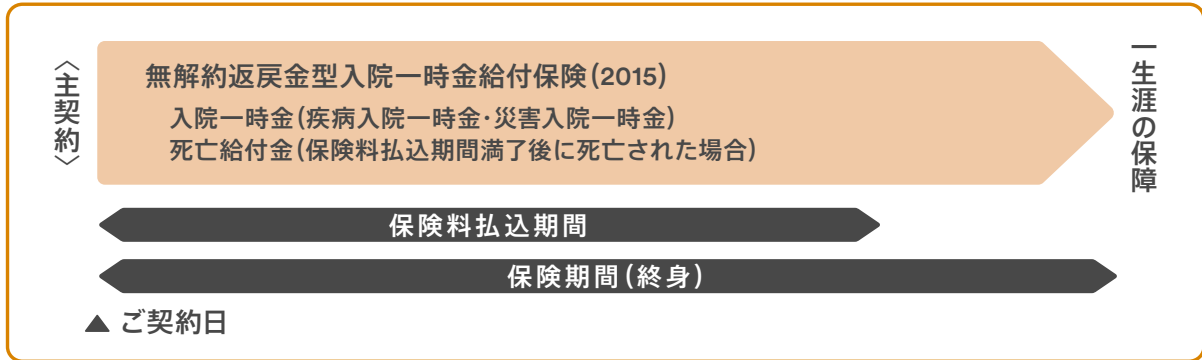 〈主契約〉
無解約返戻金型入院一時金給付保険(2015)
入院一時金(疾病入院一時金・災害入院一時金)
死亡給付金(保険料払込期間満了後に死亡された場合)
一生涯の保障
保険料払込期間
保険期間(終身)
▲ ご契約日